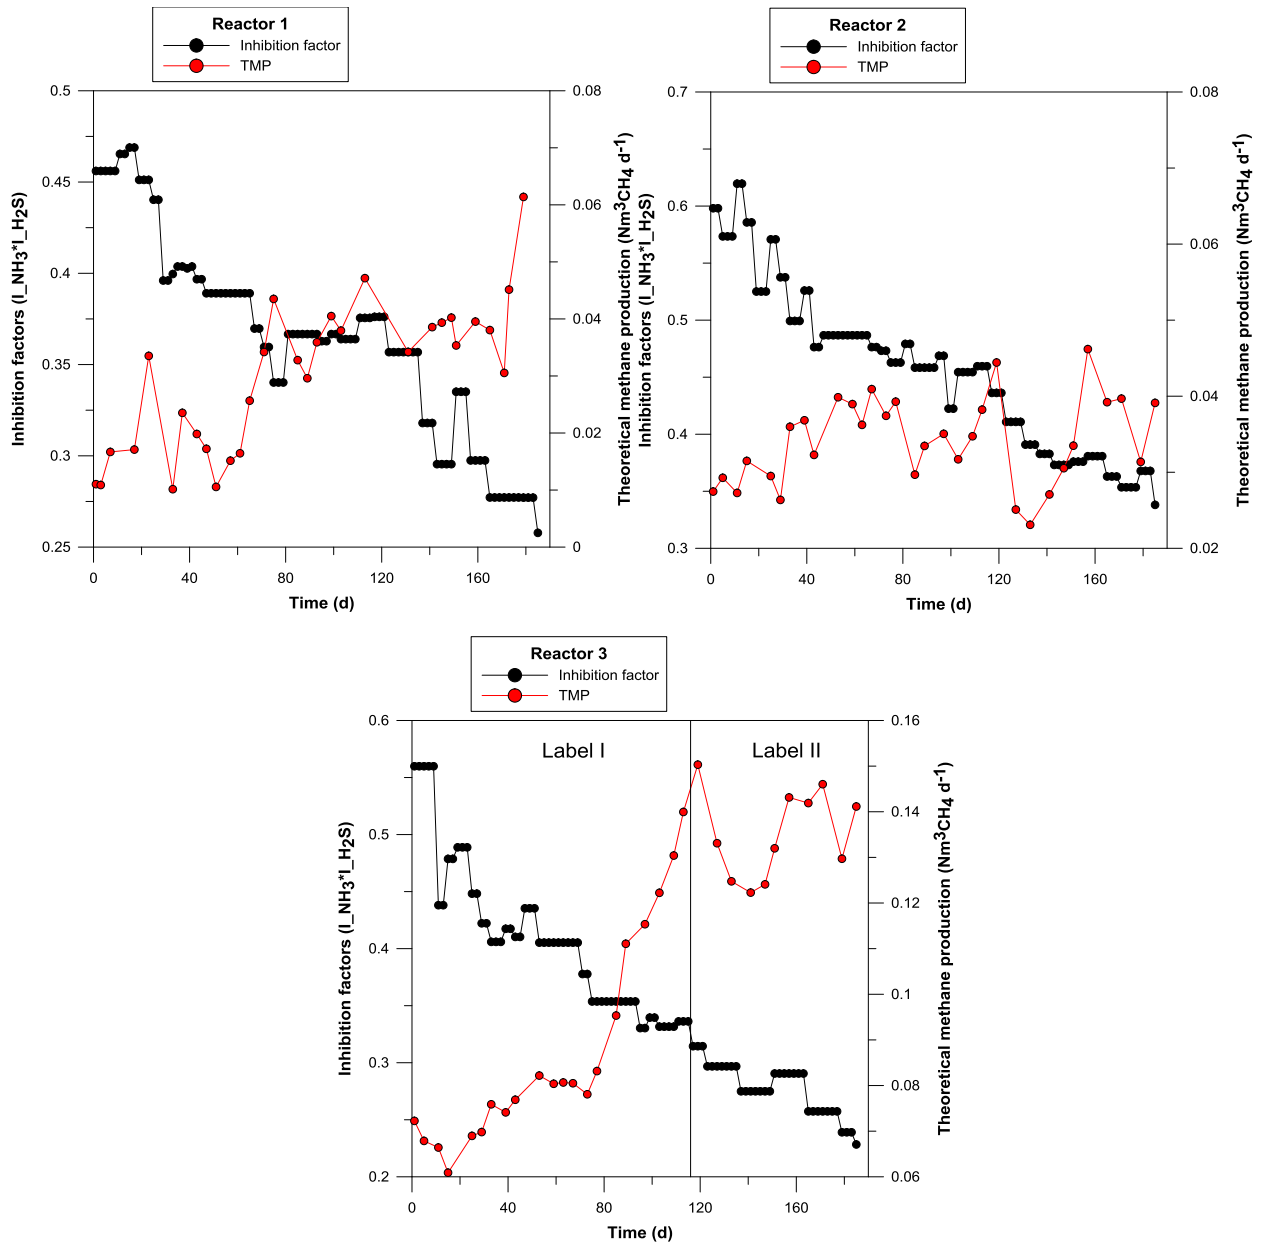 Reactor 1
Inhibition factor
TMP
0.5
0.45
0.4
0.35
0.3
0.25
Inhibition factors (I_NH3*I_H2S)
0.08
0.06
0.04
0.02
0
Theoretical methane production (Nm3CH4 d-1)
0 40 80 120 160
Time (d)
Reactor 2
Inhibition factor
TMP
0.7
0.6
0.5
0.4
0.3
Inhibition factors (I_NH3*I_H2S)
0.08
0.06
0.04
0.02
Theoretical methane production (Nm3CH4 d-1)
0 40 80 120 160
Time (d)
Reactor 3
Inhibition factor
TMP
Label I Label II
0.6
0.5
0.4
0.3
0.2
Inhibition factors (I_NH3*I_H2S)
0.16
0.14
0.12
0.1
0.08
0.06
Theoretical methane production (Nm3CH4 d-1)
0 40 80 120 160
Time (d)